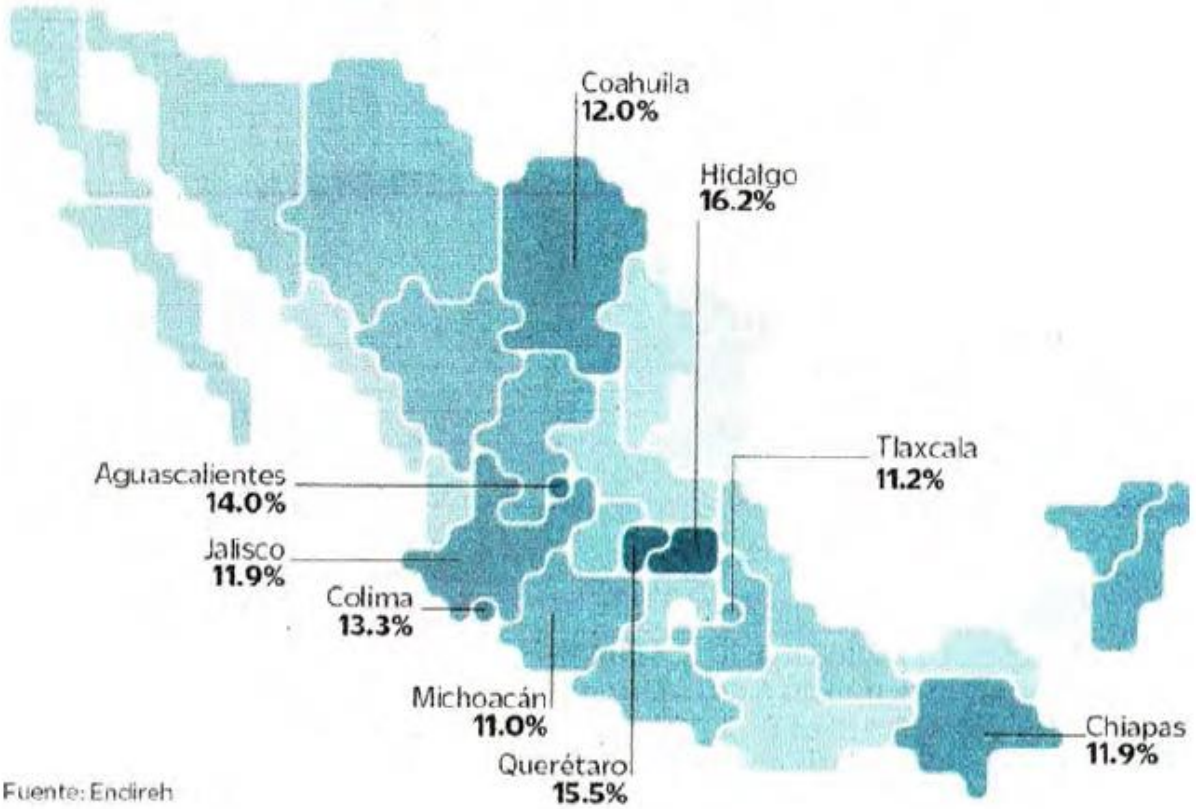 Coahuila
12.0%
Hidalgo
16.2%
Tlaxcala
11.2%
Aguascalientes
14.0%
Jalisco
11.9%
Colima
13.3%
Michoacán
11.0%
Querétaro
15.5%
Chiapas
11.9%
Fuente: Endireh